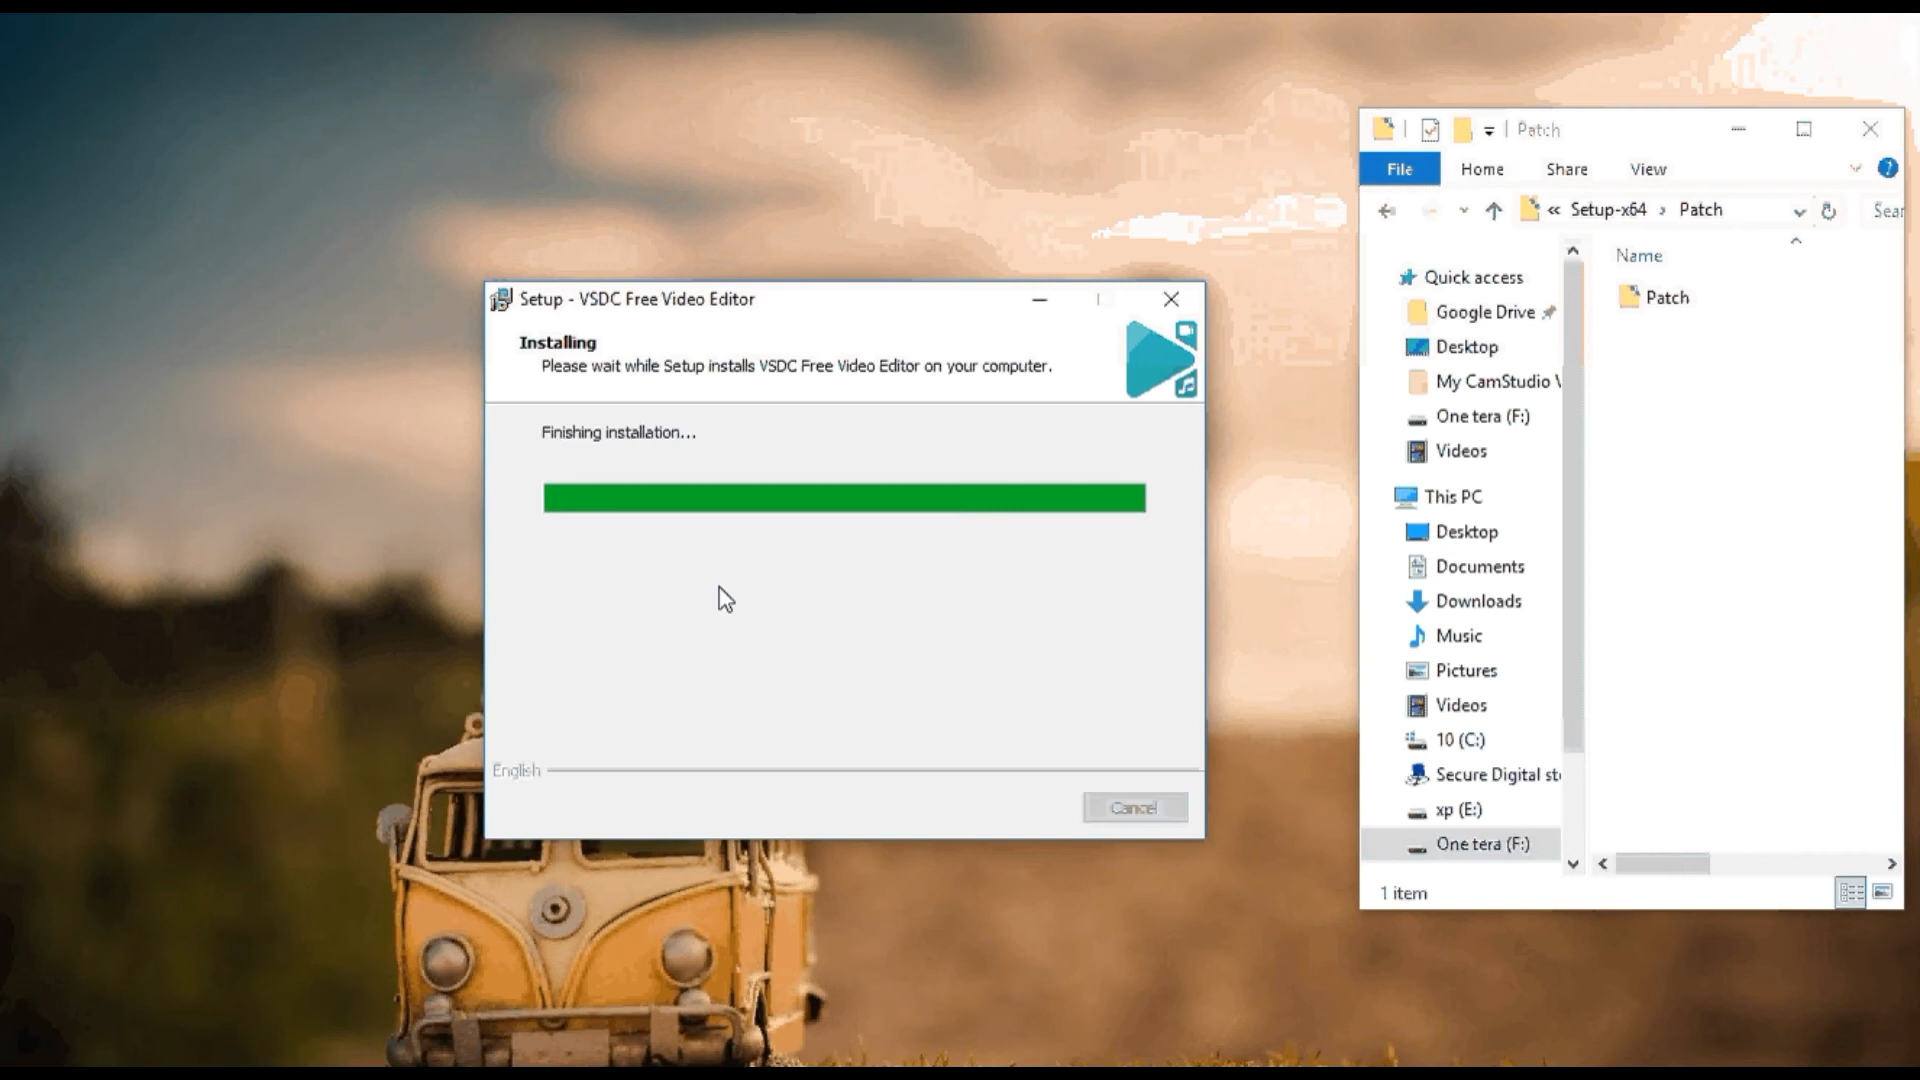 Setup - VSDC Free Video Editor
Installing
Please wait while Setup installs VSDC Free Video Editor on your computer.
Finishing installation...
English
Cancel
Patch
File
Home
Share
View
« Setup-x64 › Patch
Sear
Name
Patch
Quick access
Google Drive
Desktop
My CamStudio V
One tera (F:)
Videos
This PC
Desktop
Documents
Downloads
Music
Pictures
Videos
10 (C:)
Secure Digital sto
xp (E:)
One tera (F:)
1 item